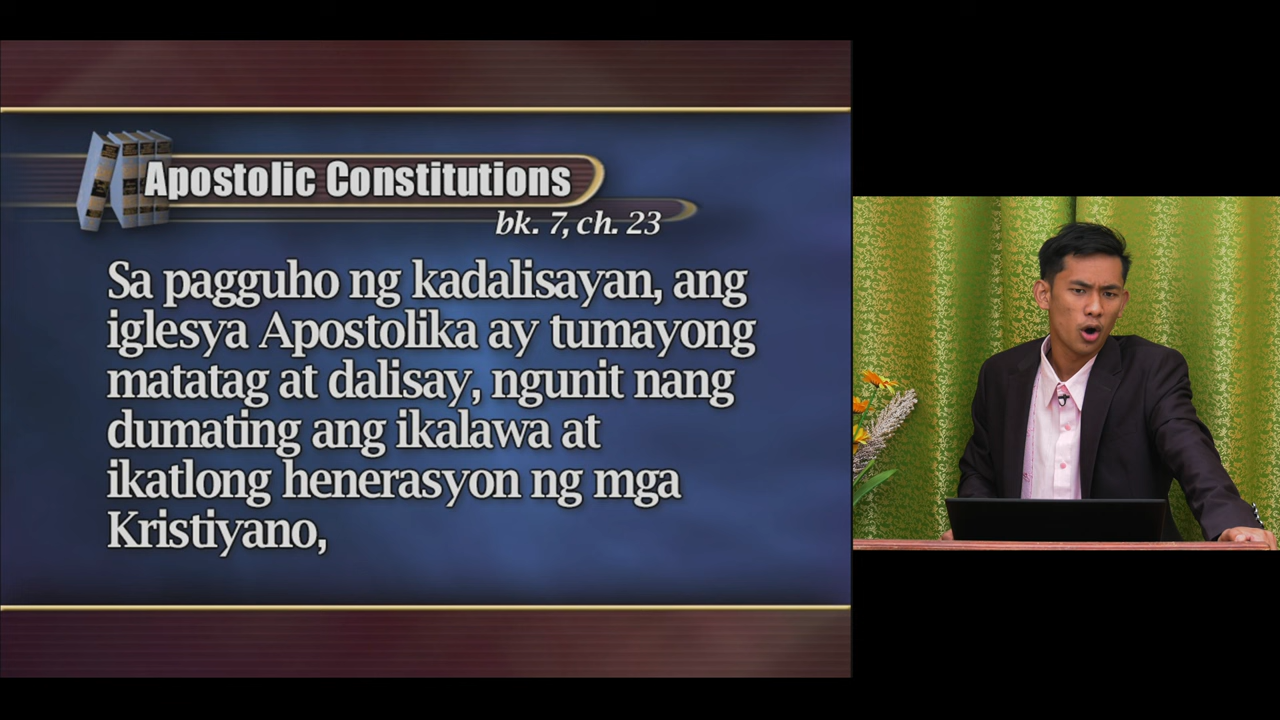 Apostolic Constitutions
bk. 7, ch. 23
Sa pagguho ng kadalisayan, ang
iglesya Apostolika ay tumayong
matatag at dalisay, ngunit nang
dumating ang ikalawa at
ikatlong henerasyon ng mga
Kristiyano,